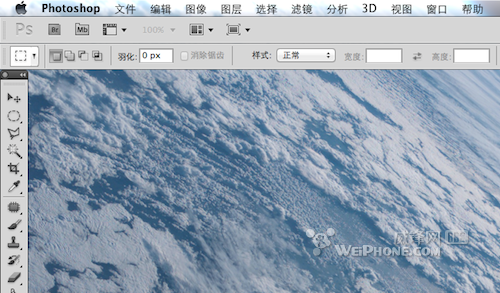 Photoshop 文件 编辑 图像 图层 选择 滤镜 分析 3D 视图 窗口 帮助
Ps Br Mb 100%
羽化: 0 px 消除锯齿 样式: 正常 宽度: 高度:
威锋网
WEIPHONE.COM